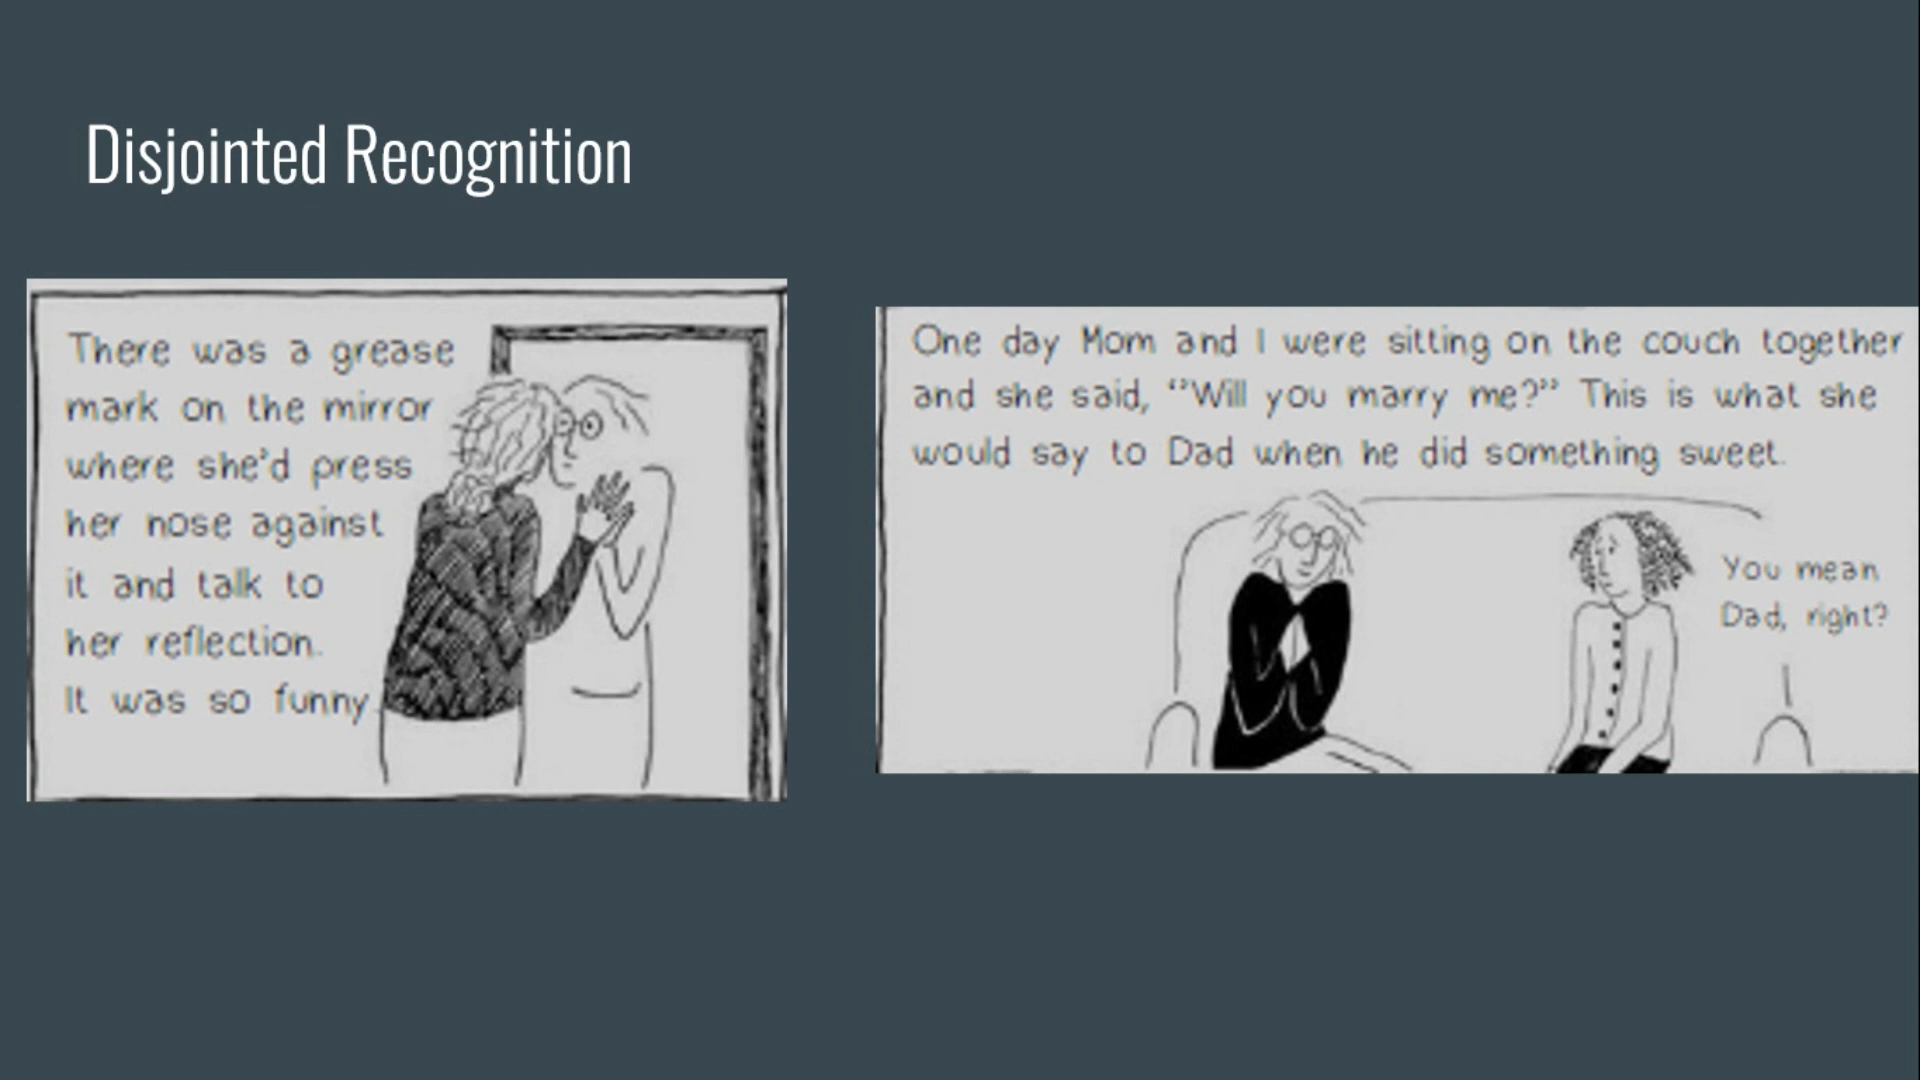 Disjointed Recognition
There was a grease
mark on the mirror
where she'd press
her nose against
it and talk to
her reflection.
It was so funny.
One day Mom and I were sitting on the couch together
and she said, "Will you marry me?" This is what she
would say to Dad when he did something sweet.
You mean
Dad, right?